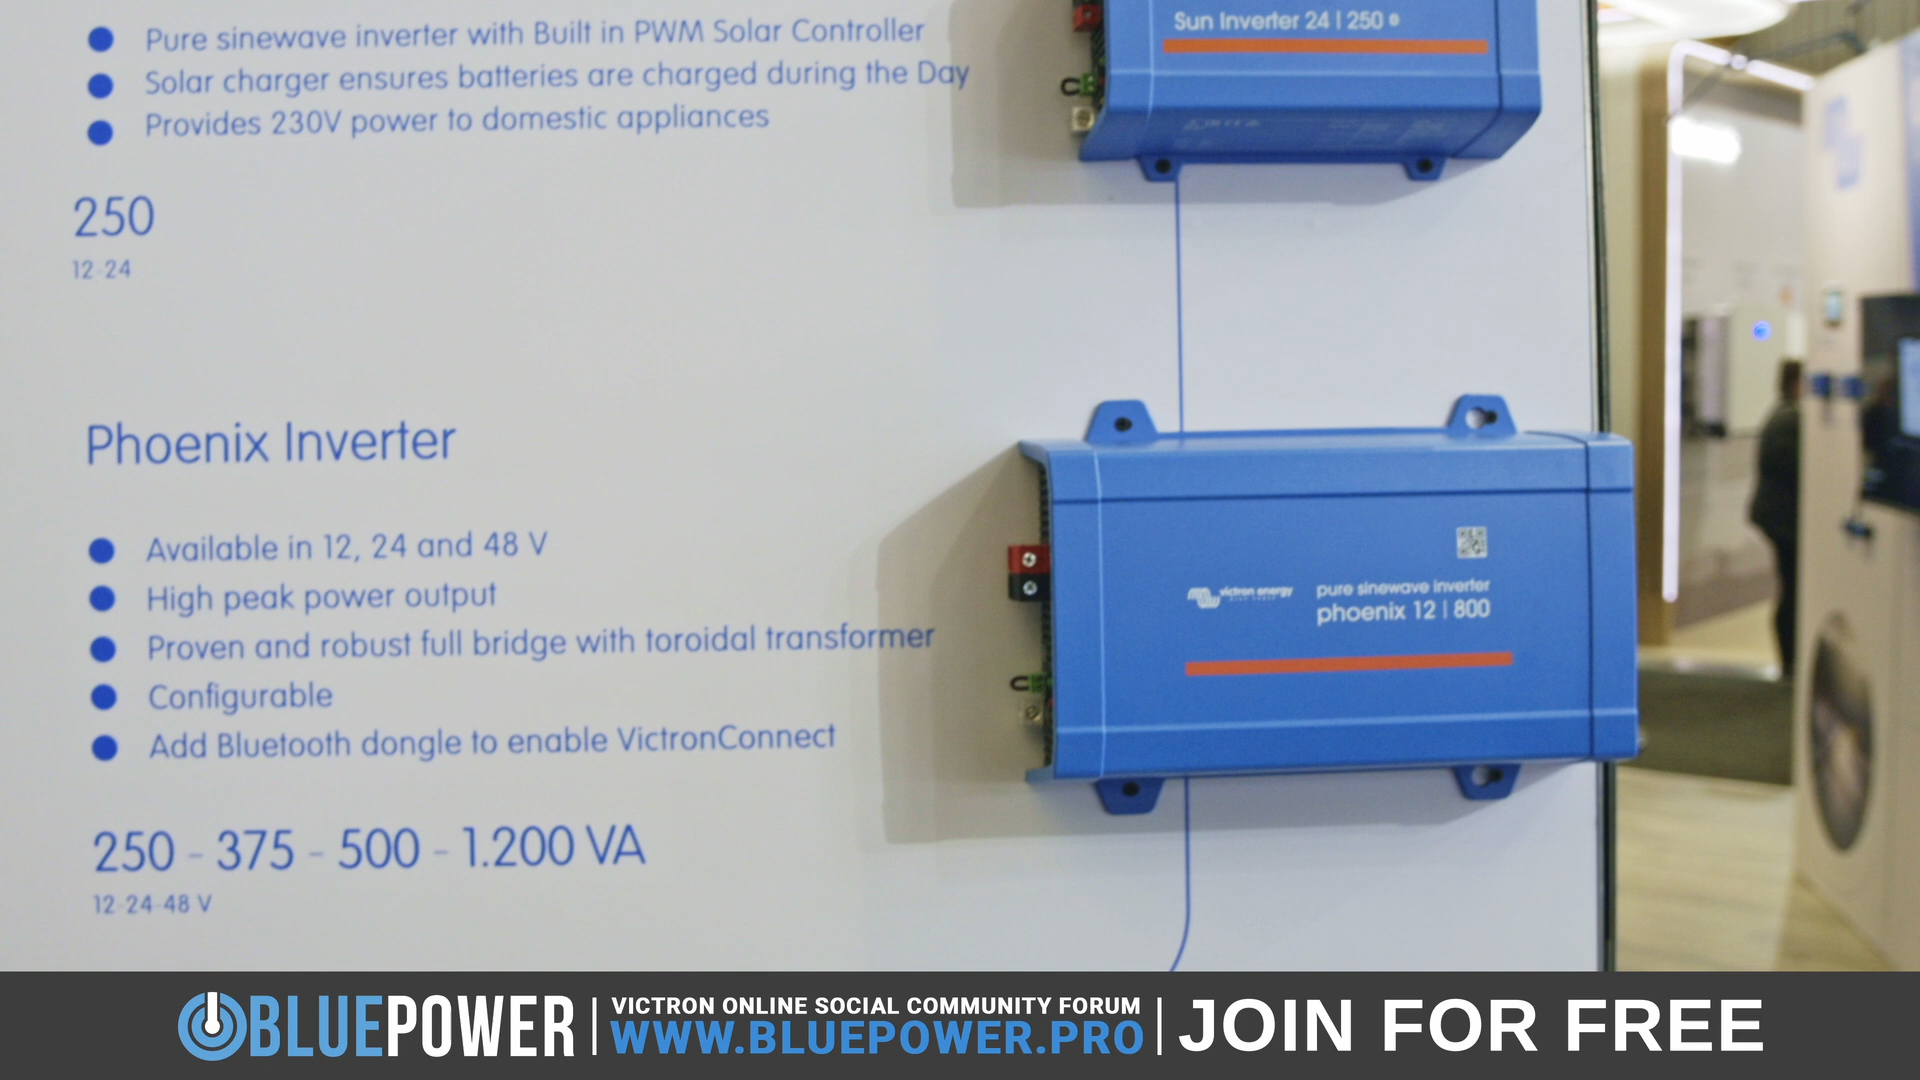 Pure sinewave inverter with Built in PWM Solar Controller
Solar charger ensures batteries are charged during the Day
Provides 230V power to domestic appliances
250
12-24
Sun Inverter 24 | 250
Phoenix Inverter
Available in 12, 24 and 48 V
High peak power output
Proven and robust full bridge with toroidal transformer
Configurable
Add Bluetooth dongle to enable VictronConnect
250 - 375 - 500 - 1.200 VA
12-24-48 V
victron energy
pure sinewave inverter
phoenix 12 | 800
BLUEPOWER
VICTRON ONLINE SOCIAL COMMUNITY FORUM
WWW.BLUEPOWER.PRO
JOIN FOR FREE